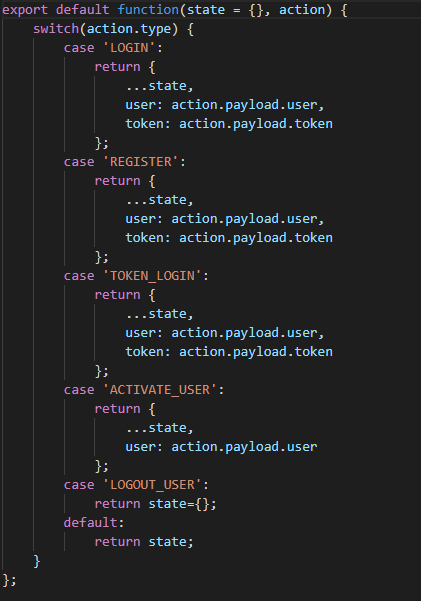 export default function(state = {}, action) {
    switch(action.type) {
        case 'LOGIN':
            return {
                ...state,
                user: action.payload.user,
                token: action.payload.token
            };
        case 'REGISTER':
            return {
                ...state,
                user: action.payload.user,
                token: action.payload.token
            };
        case 'TOKEN_LOGIN':
            return {
                ...state,
                user: action.payload.user,
                token: action.payload.token
            };
        case 'ACTIVATE_USER':
            return {
                ...state,
                user: action.payload.user
            };
        case 'LOGOUT_USER':
            return state={};
        default:
            return state;
    }
};